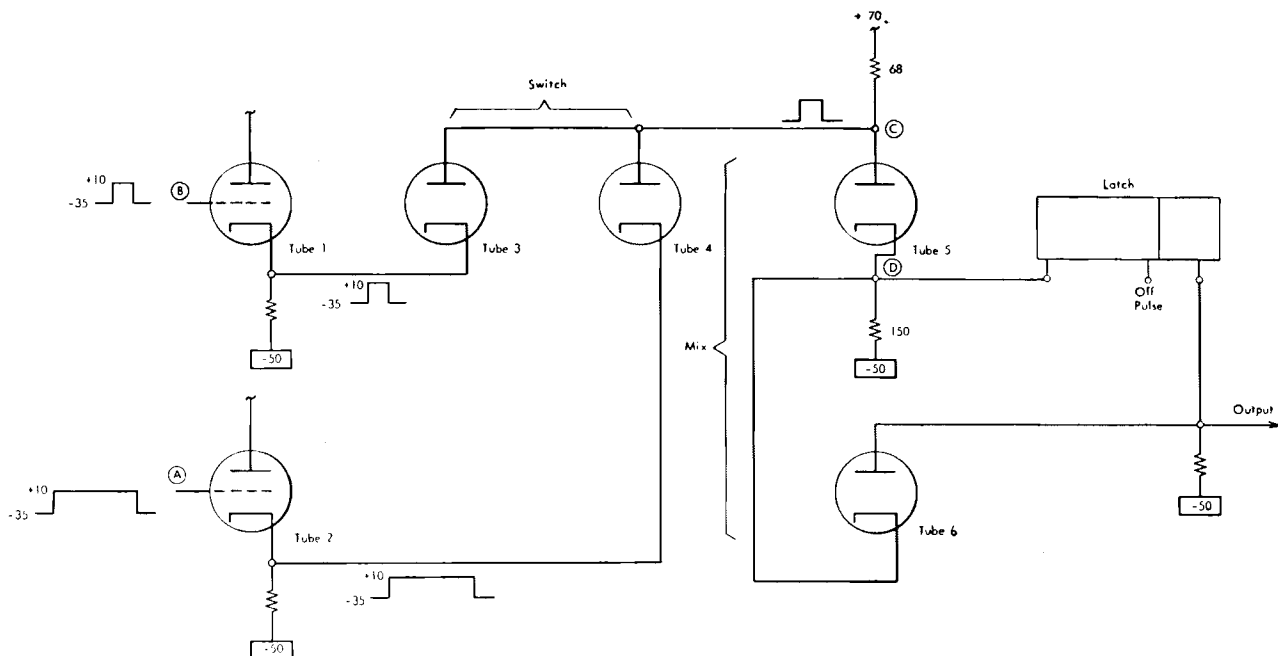 + 70
68
Switch
C
Latch
+10
-35
B
Tube 1
Tube 3
Tube 4
Tube 5
D
+10
-35
Off
Pulse
150
Mix
-50
-50
Output
A
+10
-35
Tube 2
Tube 6
-50
+10
-35
-50